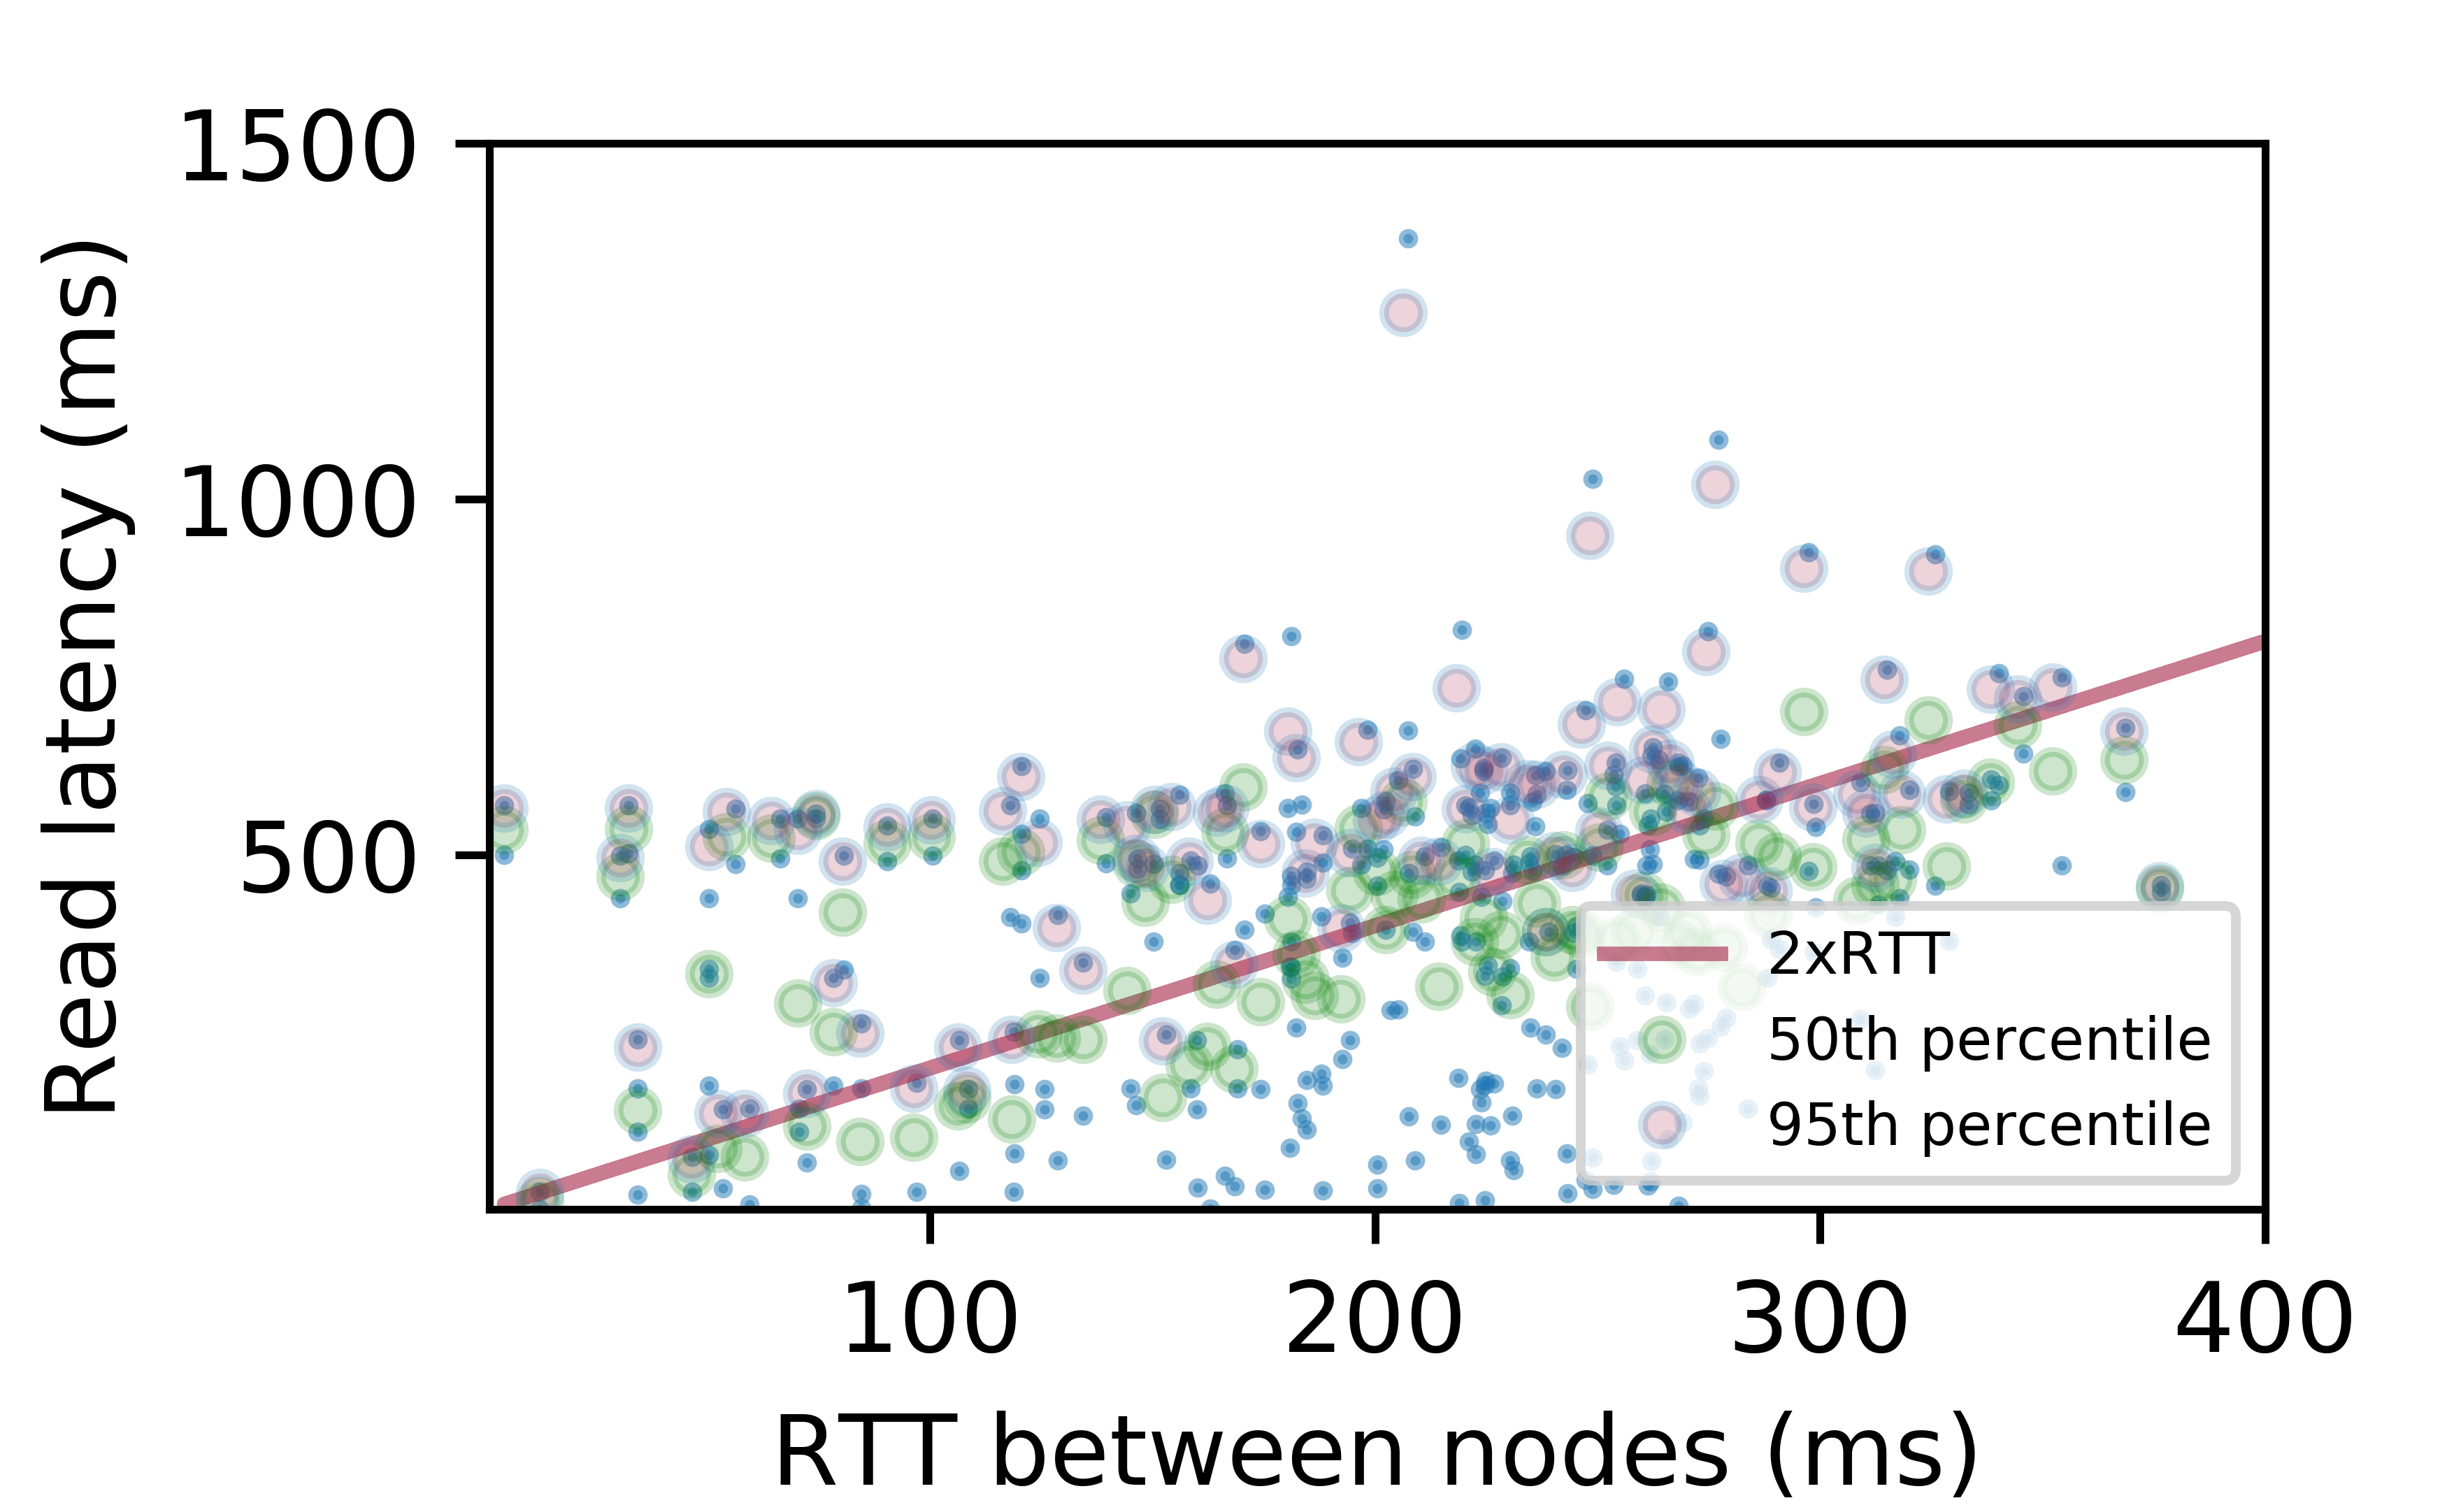 1500
1000
500
Read latency (ms)
2xRTT
50th percentile
95th percentile
100 200 300 400
RTT between nodes (ms)